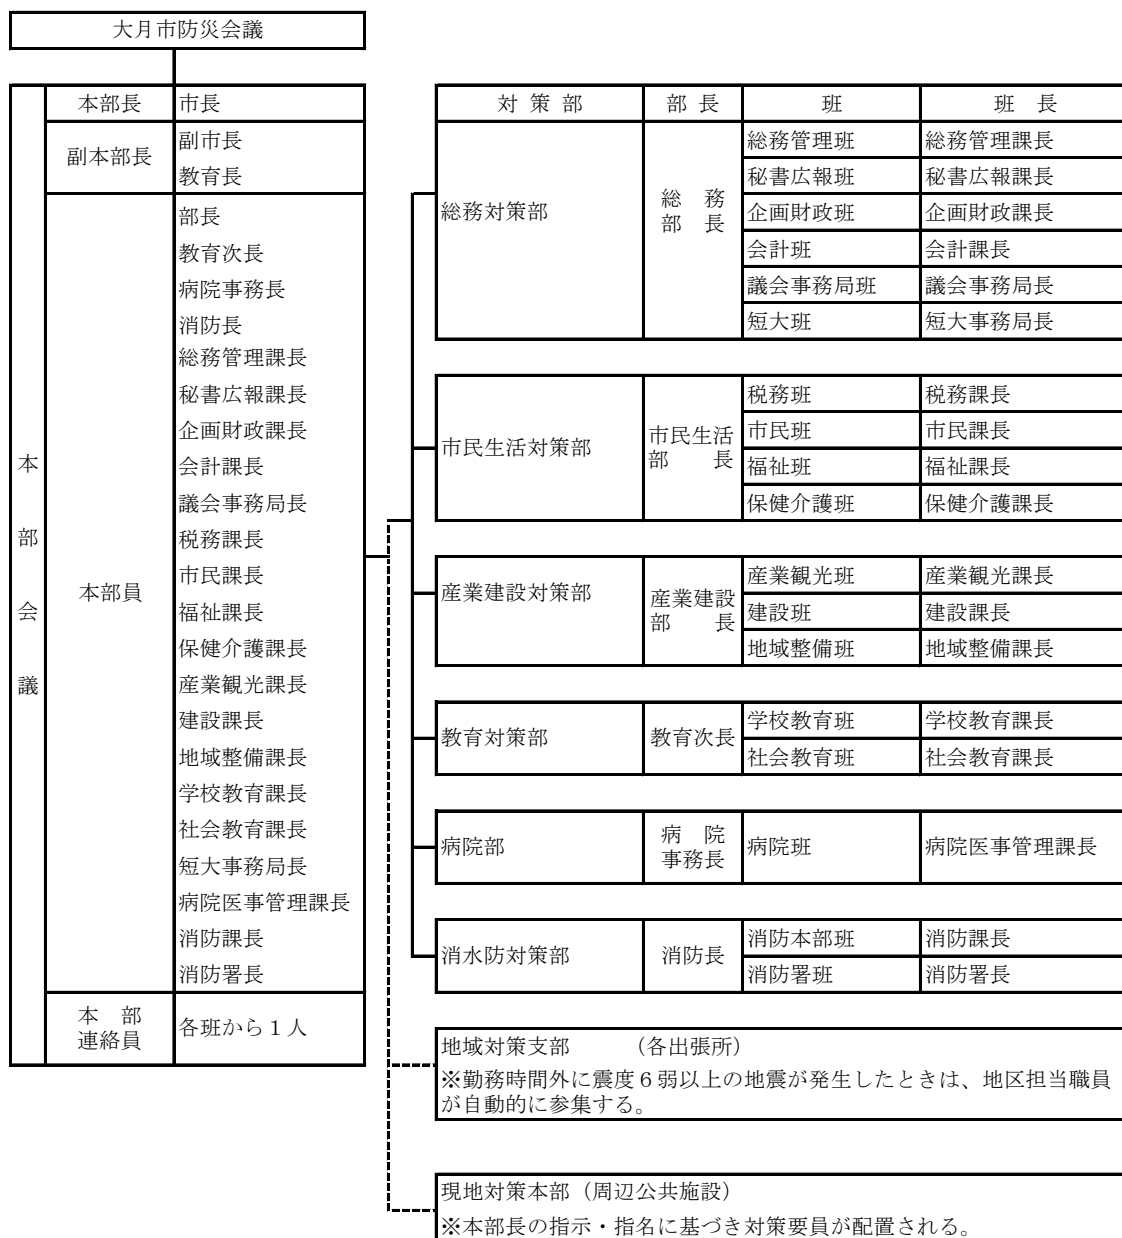 大月市防災会議
本部会議
本部長 市長
副本部長
副市長
教育長
本部員
部長
教育次長
病院事務長
消防長
総務管理課長
秘書広報課長
企画財政課長
会計課長
議会事務局長
税務課長
市民課長
福祉課長
保健介護課長
産業観光課長
建設課長
地域整備課長
学校教育課長
社会教育課長
短大事務局長
病院医事管理課長
消防課長
消防署長
本 部
連絡員
各班から1人
対 策 部 部 長 班 班 長
総務対策部
総 務
部 長
総務管理班 総務管理課長
秘書広報班 秘書広報課長
企画財政班 企画財政課長
会計班 会計課長
議会事務局班 議会事務局長
短大班 短大事務局長
市民生活対策部
市民生活
部 長
税務班 税務課長
市民班 市民課長
福祉班 福祉課長
保健介護班 保健介護課長
産業建設対策部
産業建設
部 長
産業観光班 産業観光課長
建設班 建設課長
地域整備班 地域整備課長
教育対策部
教育次長
学校教育班 学校教育課長
社会教育班 社会教育課長
病院部
病 院
事務長
病院班 病院医事管理課長
消水防対策部
消防長
消防本部班 消防課長
消防署班 消防署長
地域対策支部 (各出張所)
※勤務時間外に震度6弱以上の地震が発生したときは、地区担当職員
が自動的に参集する。
現地対策本部(周辺公共施設)
※本部長の指示・指名に基づき対策要員が配置される。